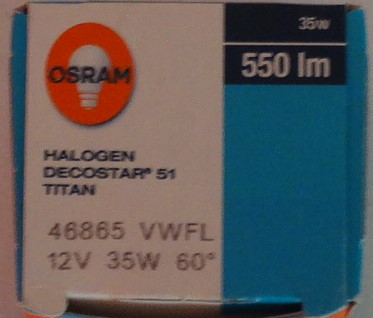 OSRAM
35W
550 lm
HALOGEN
DECOSTAR® 51
TITAN
46865 VWFL
12V 35W 60°